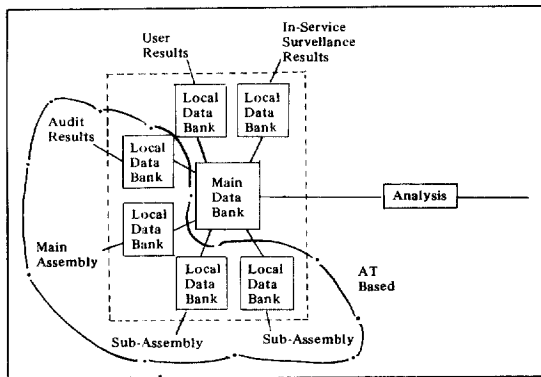 User
Results
In-Service
Survellance
Results
Audit
Results
Local
Data
Bank
Local
Data
Bank
Local
Data
Bank
Main
Data
Bank
Analysis
Local
Data
Bank
Main
Assembly
Local
Data
Bank
Local
Data
Bank
AT
Based
Sub-Assembly
Sub-Assembly